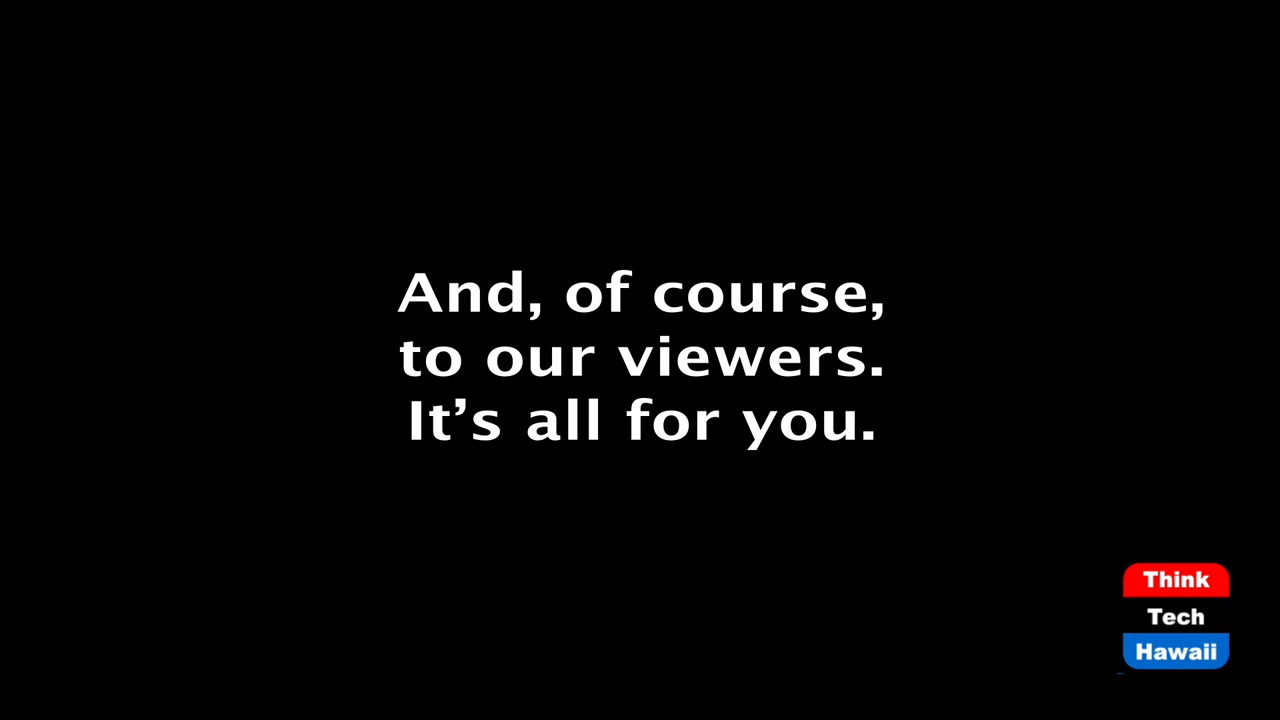 And, of course,
to our viewers.
It’s all for you.
Think
Tech
Hawaii